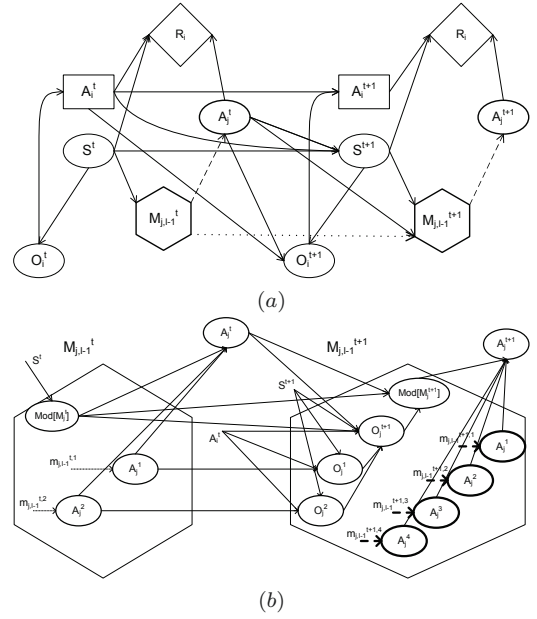 R_i R_i
A_i^t A_i^{t+1}
A_j^t A_j^{t+1}
S^t S^{t+1}
M_{j,l-1}^t M_{j,l-1}^{t+1}
O_i^t O_i^{t+1}
(a)
M_{j,l-1}^t A_j^t M_{j,l-1}^{t+1} A_j^{t+1}
S^t
S^{t+1}
Mod[M_j^t] Mod[M_j^{t+1}]
A_i^t O_j^{t+1}
m_{j,l-1}^{t+1,1} A_j^1
m_{j,l-1}^{t,1} A_j^1 O_j^1
m_{j,l-1}^{t+1,2} A_j^2
m_{j,l-1}^{t,2} A_j^2 O_j^2
m_{j,l-1}^{t+1,3} A_j^3
m_{j,l-1}^{t+1,4} A_j^4
(b)